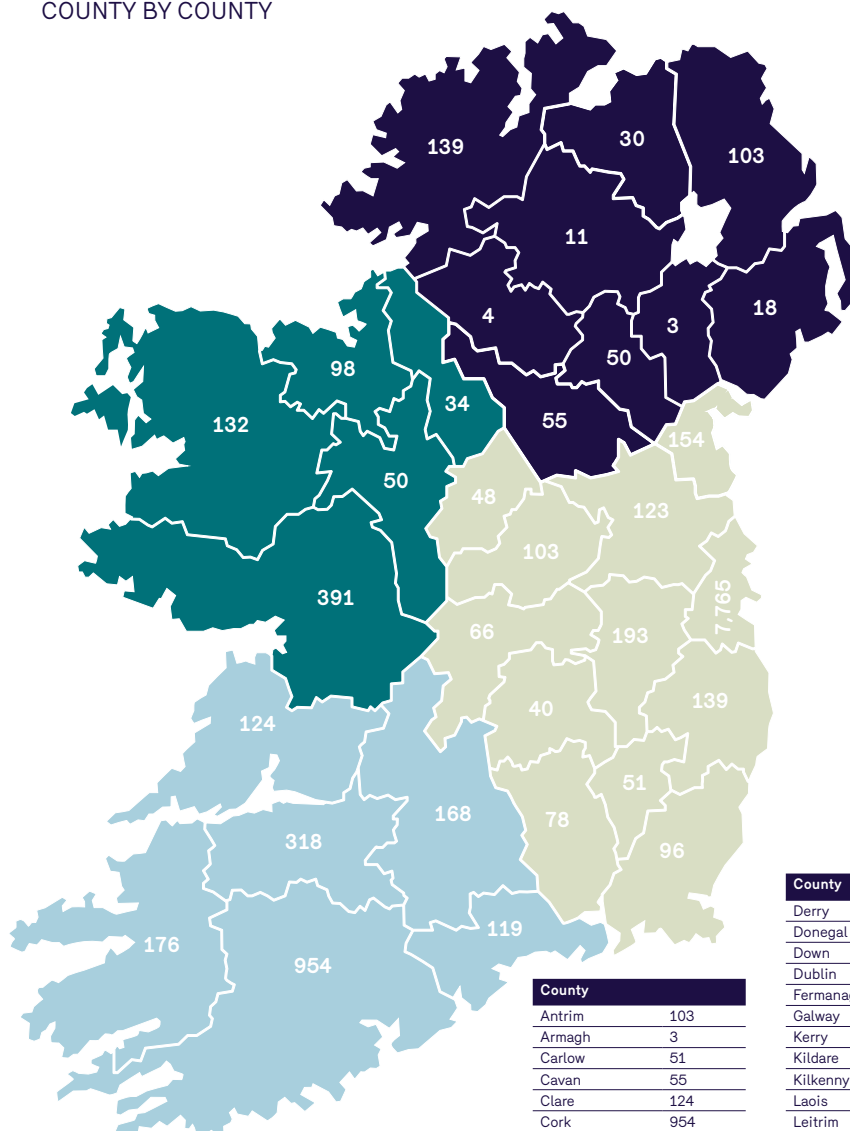 COUNTY BY COUNTY
139
30
103
11
4
3
18
50
98
34
55
132
154
50
48
123
103
391
7,765
66
193
124
40
139
168
51
78
318
96
119
176
954
County
Antrim 103
Armagh 3
Carlow 51
Cavan 55
Clare 124
Cork 954
County
Derry
Donegal
Down
Dublin
Fermana
Galway
Kerry
Kildare
Kilkenny
Laois
Leitrim